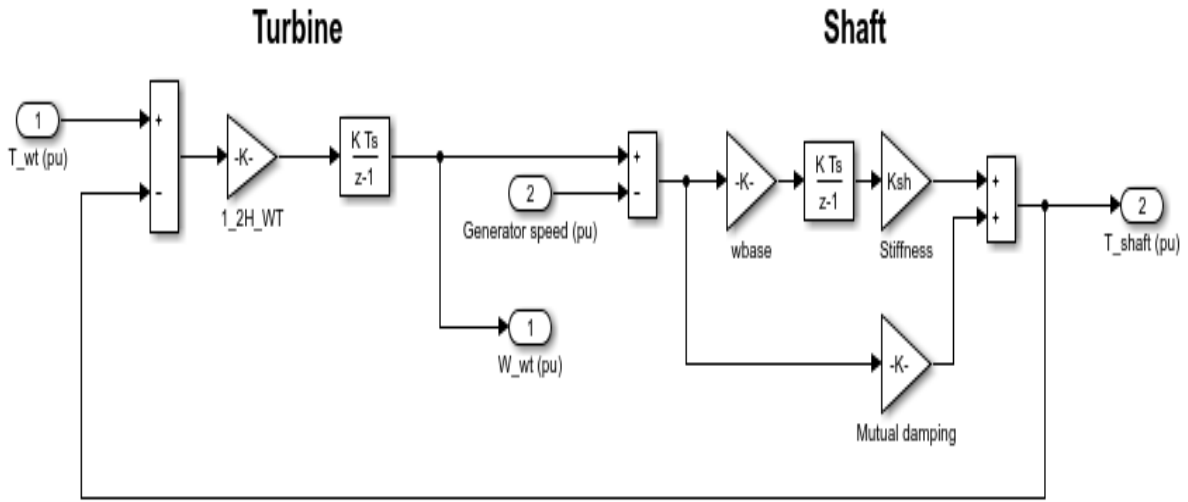 Turbine
Shaft
1
T_wt (pu)
+
-
-K-
1_2H_WT
K Ts
z-1
2
Generator speed (pu)
1
W_wt (pu)
+
-
-K-
wbase
K Ts
z-1
Ksh
Stiffness
-K-
Mutual damping
+
+
2
T_shaft (pu)